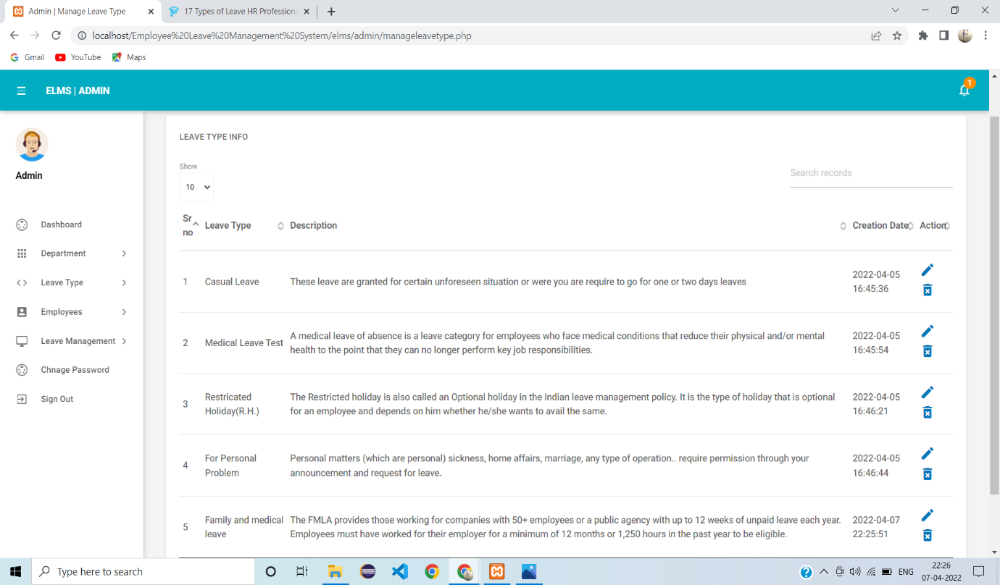 Admin | Manage Leave Type
17 Types of Leave HR Professiona
localhost/Employee%20Leave%20Management%20System/elms/admin/manageleavetype.php
Gmail YouTube Maps
ELMS | ADMIN
1
Admin
Dashboard
Department
Leave Type
Employees
Leave Management
Chnage Password
Sign Out
LEAVE TYPE INFO
Show
10
Search records
Sr no Leave Type Description Creation Date Action
1 Casual Leave These leave are granted for certain unforeseen situation or were you are require to go for one or two days leaves 2022-04-05 16:45:36
2 Medical Leave Test A medical leave of absence is a leave category for employees who face medical conditions that reduce their physical and/or mental 2022-04-05
health to the point that they can no longer perform key job responsibilities. 16:45:54
3 Restricated The Restricted holiday is also called an Optional holiday in the Indian leave management policy. It is the type of holiday that is optional 2022-04-05
Holiday(R.H.) for an employee and depends on him whether he/she wants to avail the same. 16:46:21
4 For Personal Personal matters (which are personal) sickness, home affairs, marriage, any type of operation.. require permission through your 2022-04-05
Problem announcement and request for leave. 16:46:44
5 Family and medical The FMLA provides those working for companies with 50+ employees or a public agency with up to 12 weeks of unpaid leave each year. 2022-04-07
leave Employees must have worked for their employer for a minimum of 12 months or 1,250 hours in the past year to be eligible. 22:25:51
Type here to search
ENG
22:26
07-04-2022